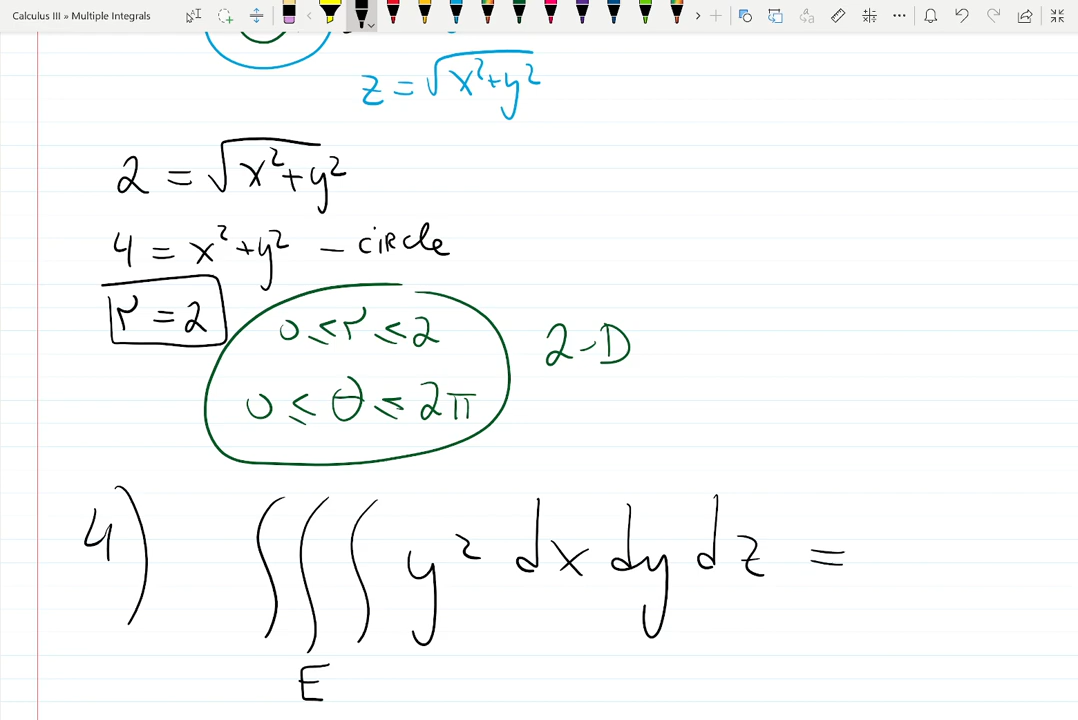 Calculus III » Multiple Integrals
z = √x²+y²
2 = √x²+y²
4 = x²+y² – circle
r = 2
0 ≤ r ≤ 2
2-D
0 ≤ θ ≤ 2π
4) ∫∫∫ y² dx dy dz =
E